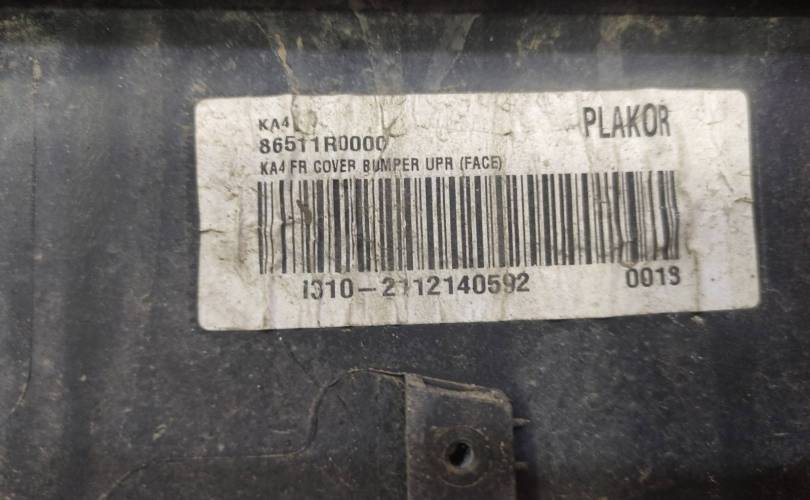 KA4
PLAKOR
86511R0000
KA4 FR COVER BUMPER UPR (FACE)
I310-2112140592
0013